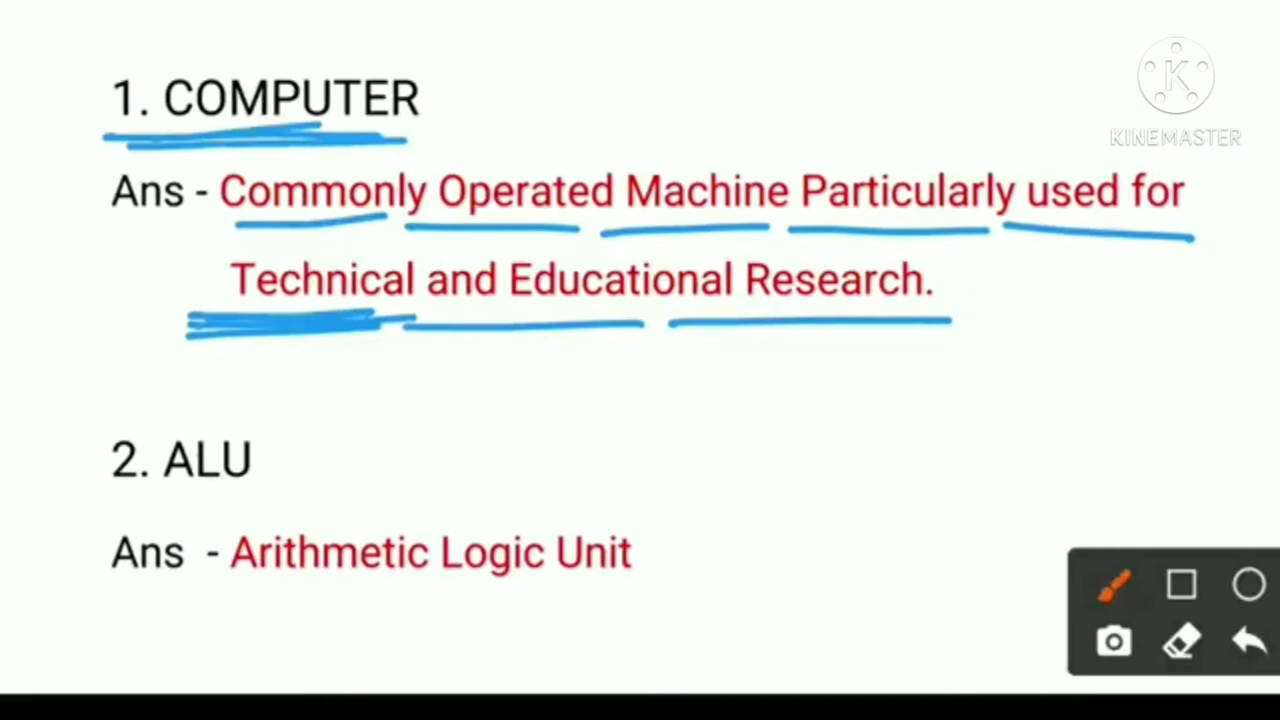 1. COMPUTER
Ans - Commonly Operated Machine Particularly used for
Technical and Educational Research.
2. ALU
Ans - Arithmetic Logic Unit
K
KINEMASTER